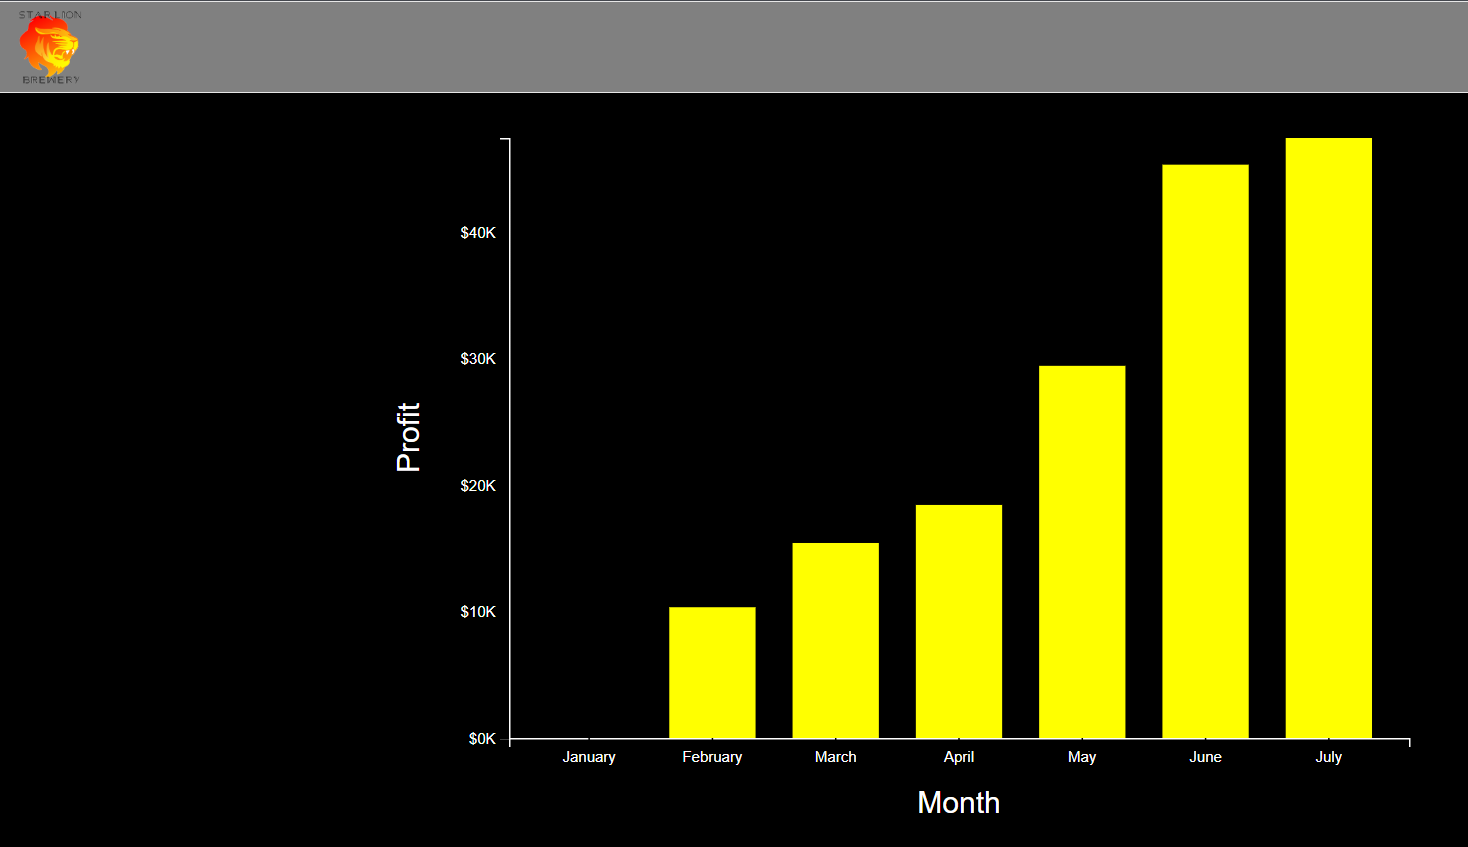 STAR LION
BREWERY
$40K
$30K
$20K
$10K
$0K
Profit
January February March April May June July
Month